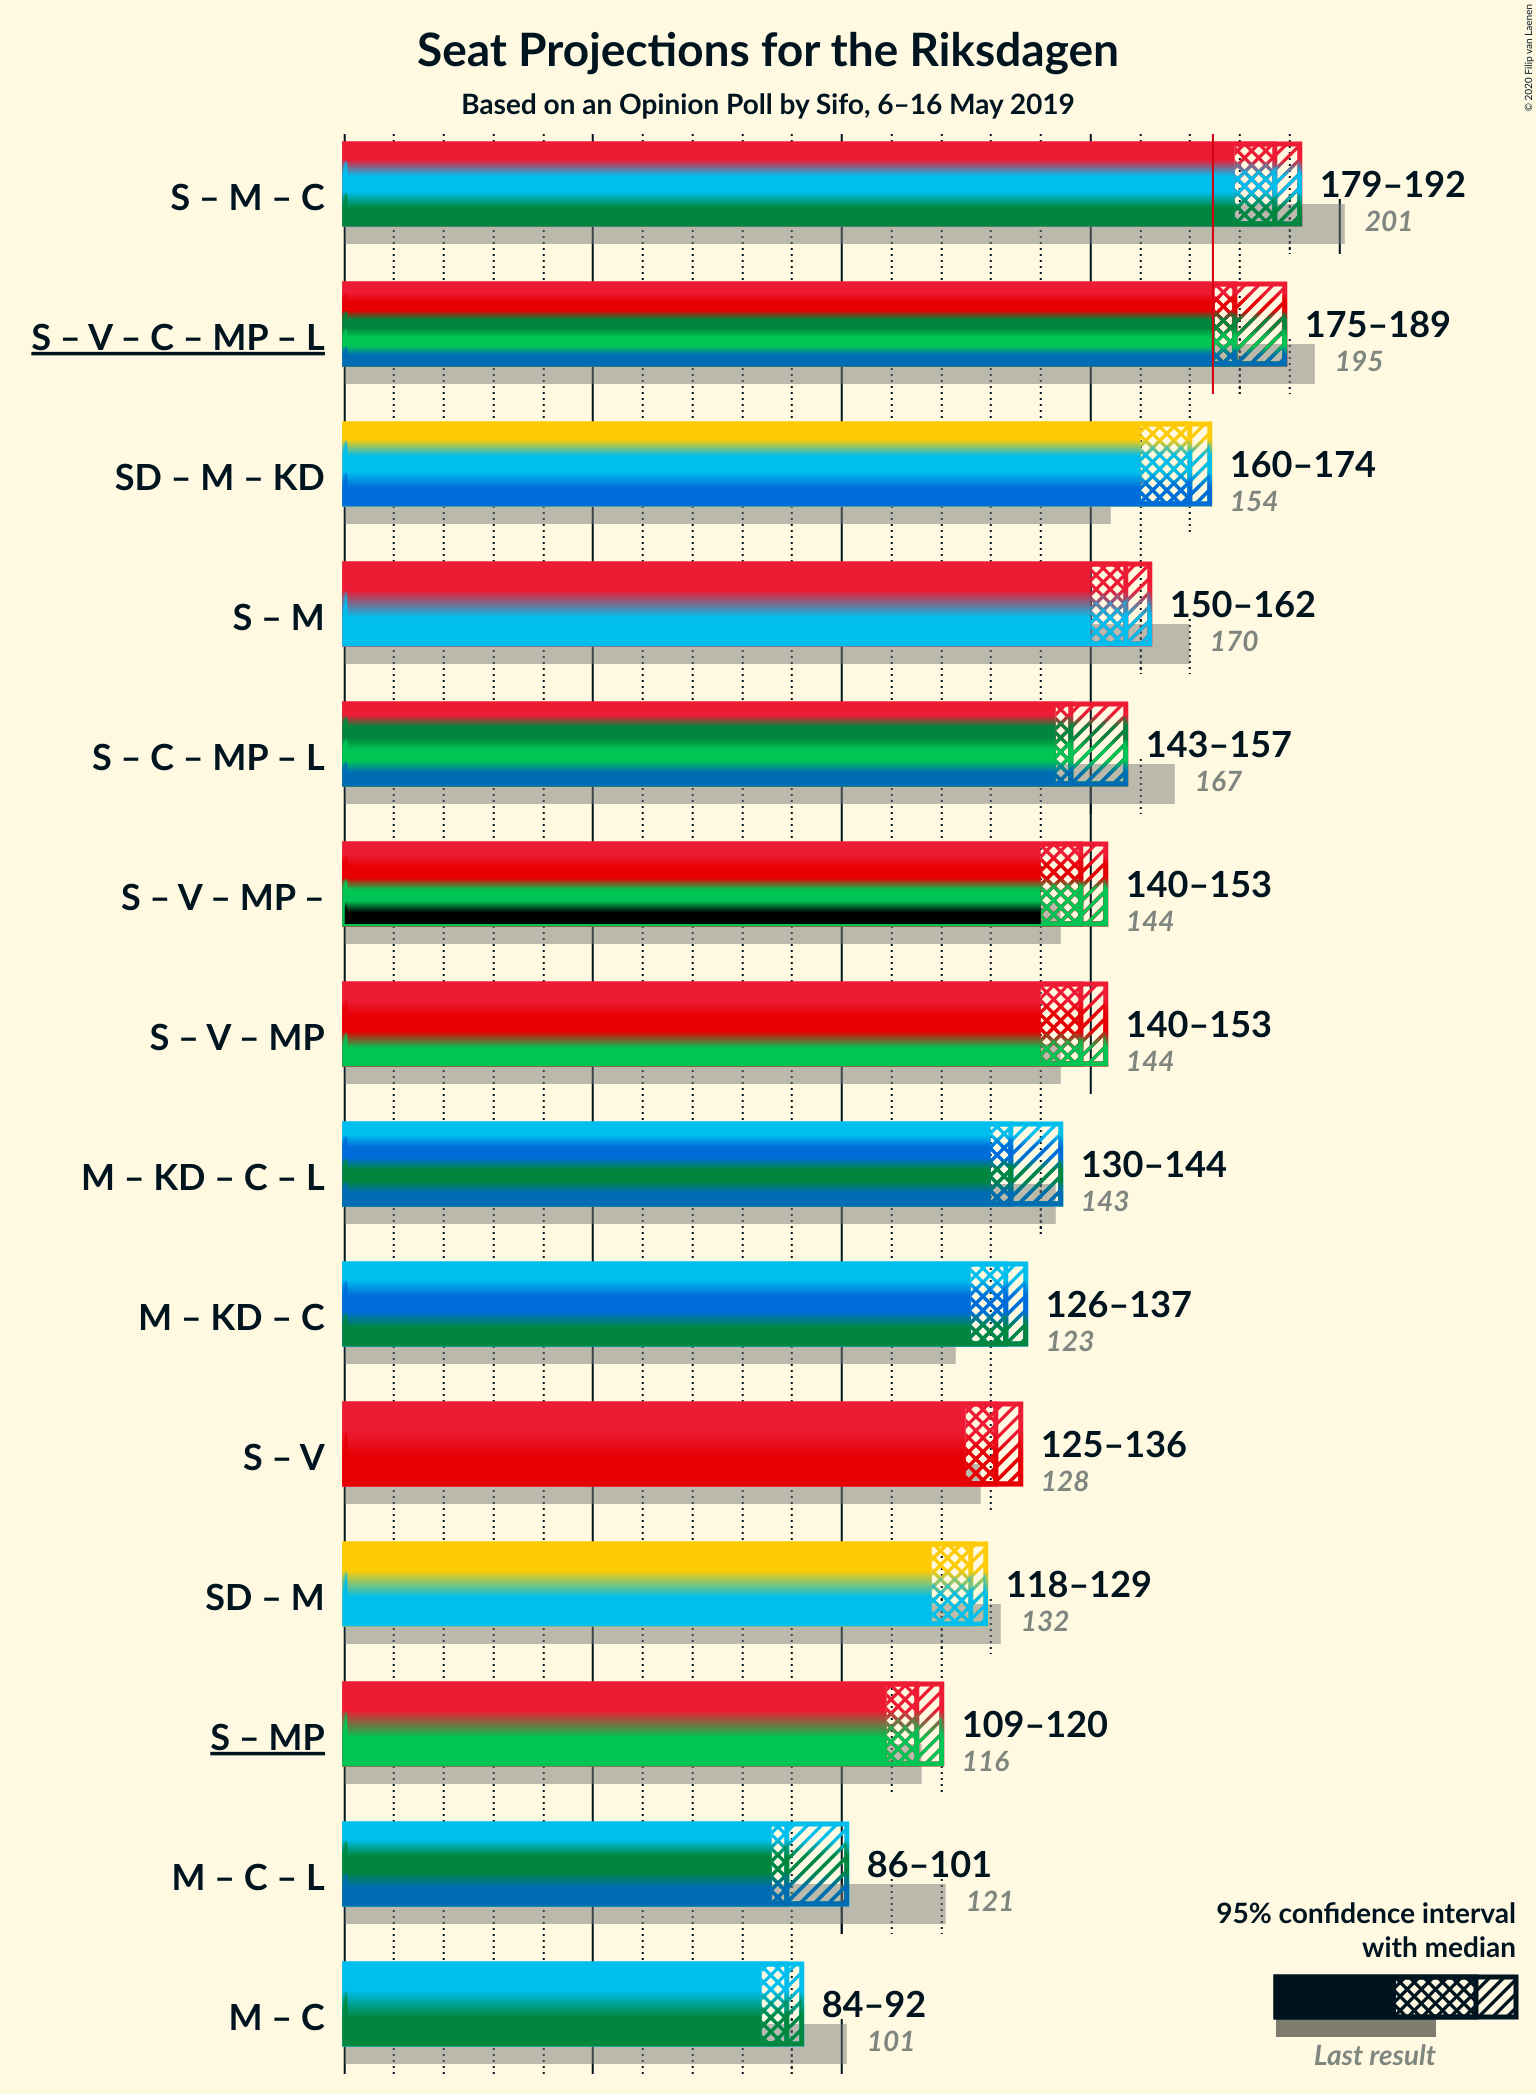 Seat Projections for the Riksdagen
Based on an Opinion Poll by Sifo, 6–16 May 2019
© 2020 Filip van Laenen
S – M – C
179–192
201
S – V – C – MP – L
175–189
195
SD – M – KD
160–174
154
S – M
150–162
170
S – C – MP – L
143–157
167
S – V – MP –
140–153
144
S – V – MP
140–153
144
M – KD – C – L
130–144
143
M – KD – C
126–137
123
S – V
125–136
128
SD – M
118–129
132
S – MP
109–120
116
M – C – L
86–101
121
M – C
84–92
101
95% confidence interval
with median
Last result